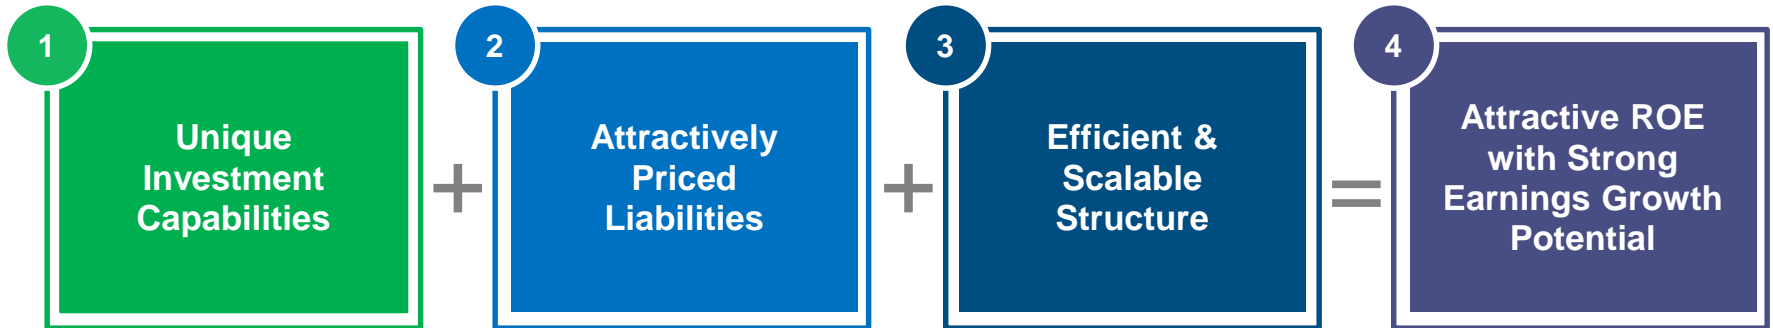 1
Unique
Investment
Capabilities
+
2
Attractively
Priced
Liabilities
+
3
Efficient &
Scalable
Structure
=
4
Attractive ROE
with Strong
Earnings Growth
Potential